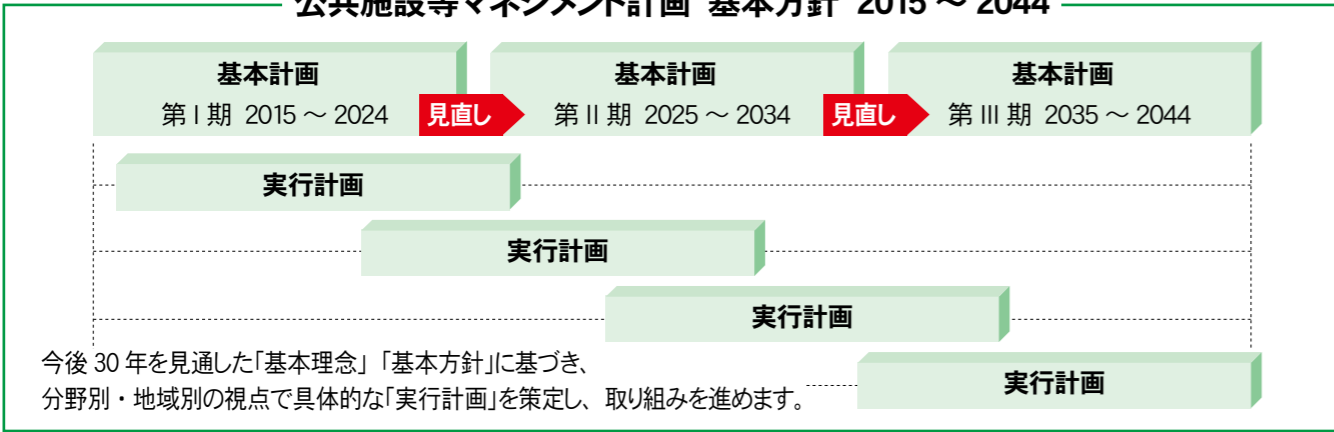 公共施設等マネジメント計画 基本方針 2015 ～ 2044
基本計画
第 I 期 2015 ～ 2024
見直し
基本計画
第 II 期 2025 ～ 2034
見直し
基本計画
第 III 期 2035 ～ 2044
実行計画
実行計画
実行計画
実行計画
今後 30 年を見通した「基本理念」「基本方針」に基づき、
分野別・地域別の視点で具体的な「実行計画」を策定し、取り組みを進めます。